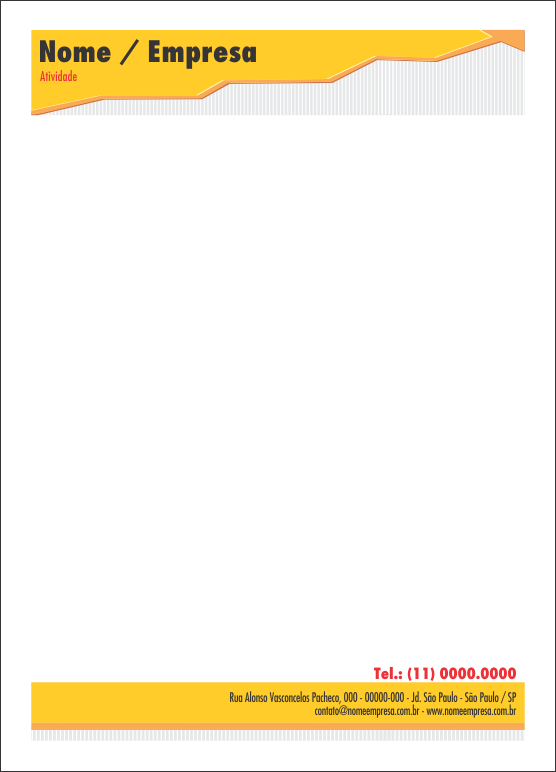 Nome / Empresa
Atividade
Tel.: (11) 0000.0000
Rua Alonso Vasconcelos Pacheco, 000 - 00000-000 - Jd. São Paulo - São Paulo / SP
contato@nomeempresa.com.br - www.nomeempresa.com.br